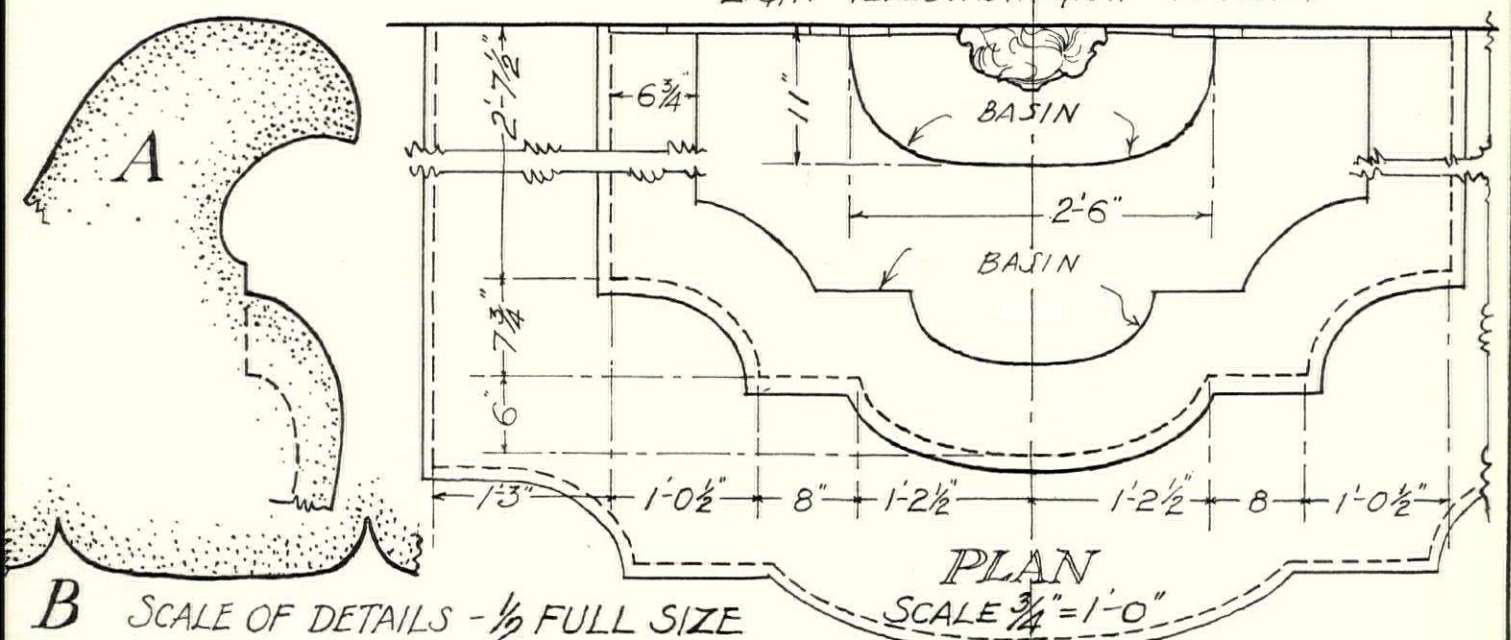 A
2'-7½"
6¾"
11"
BASIN
2'-6"
BASIN
7¾"
6"
1'-3"
1'-0½"
8"
1'-2½"
1'-2½"
8
1'-0½"
PLAN
SCALE ¾"=1'-0"
B SCALE OF DETAILS - ½ FULL SIZE